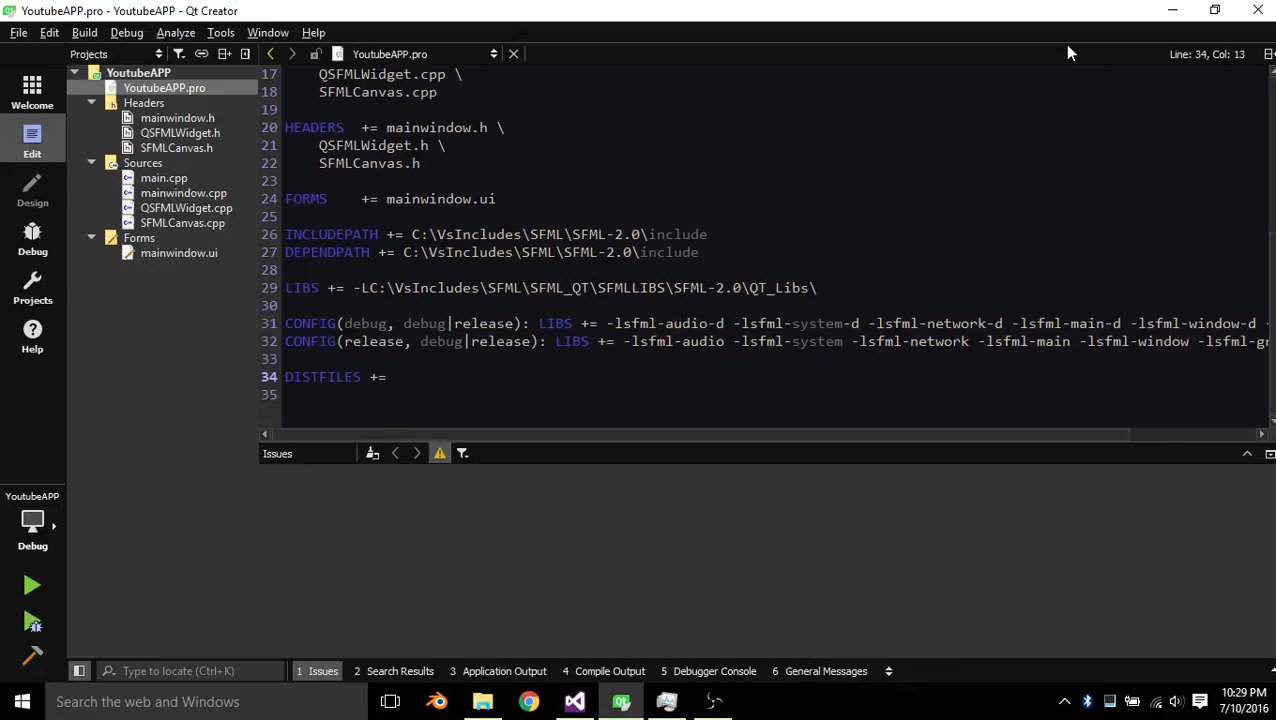 YoutubeAPP.pro - YoutubeAPP - Qt Creator
File Edit Build Debug Analyze Tools Window Help
Projects YoutubeAPP.pro Line: 34, Col: 13
Welcome
Edit
Design
Debug
Projects
Help
YoutubeAPP
YoutubeAPP.pro
Headers
mainwindow.h
QSFMLWidget.h
SFMLCanvas.h
Sources
main.cpp
mainwindow.cpp
QSFMLWidget.cpp
SFMLCanvas.cpp
Forms
mainwindow.ui
17 QSFMLWidget.cpp \
18 SFMLCanvas.cpp
19
20 HEADERS += mainwindow.h \
21 QSFMLWidget.h \
22 SFMLCanvas.h
23
24 FORMS += mainwindow.ui
25
26 INCLUDEPATH += C:\VsIncludes\SFML\SFML-2.0\include
27 DEPENDPATH += C:\VsIncludes\SFML\SFML-2.0\include
28
29 LIBS += -LC:\VsIncludes\SFML\SFML_QT\SFMLLIBS\SFML-2.0\QT_Libs\
30
31 CONFIG(debug, debug|release): LIBS += -lsfml-audio-d -lsfml-system-d -lsfml-network-d -lsfml-main-d -lsfml-window-d -
32 CONFIG(release, debug|release): LIBS += -lsfml-audio -lsfml-system -lsfml-network -lsfml-main -lsfml-window -lsfml-gr
33
34 DISTFILES +=
35
Issues
YoutubeAPP
Debug
Type to locate (Ctrl+K) 1 Issues 2 Search Results 3 Application Output 4 Compile Output 5 Debugger Console 6 General Messages
Search the web and Windows
10:29 PM
7/10/2016